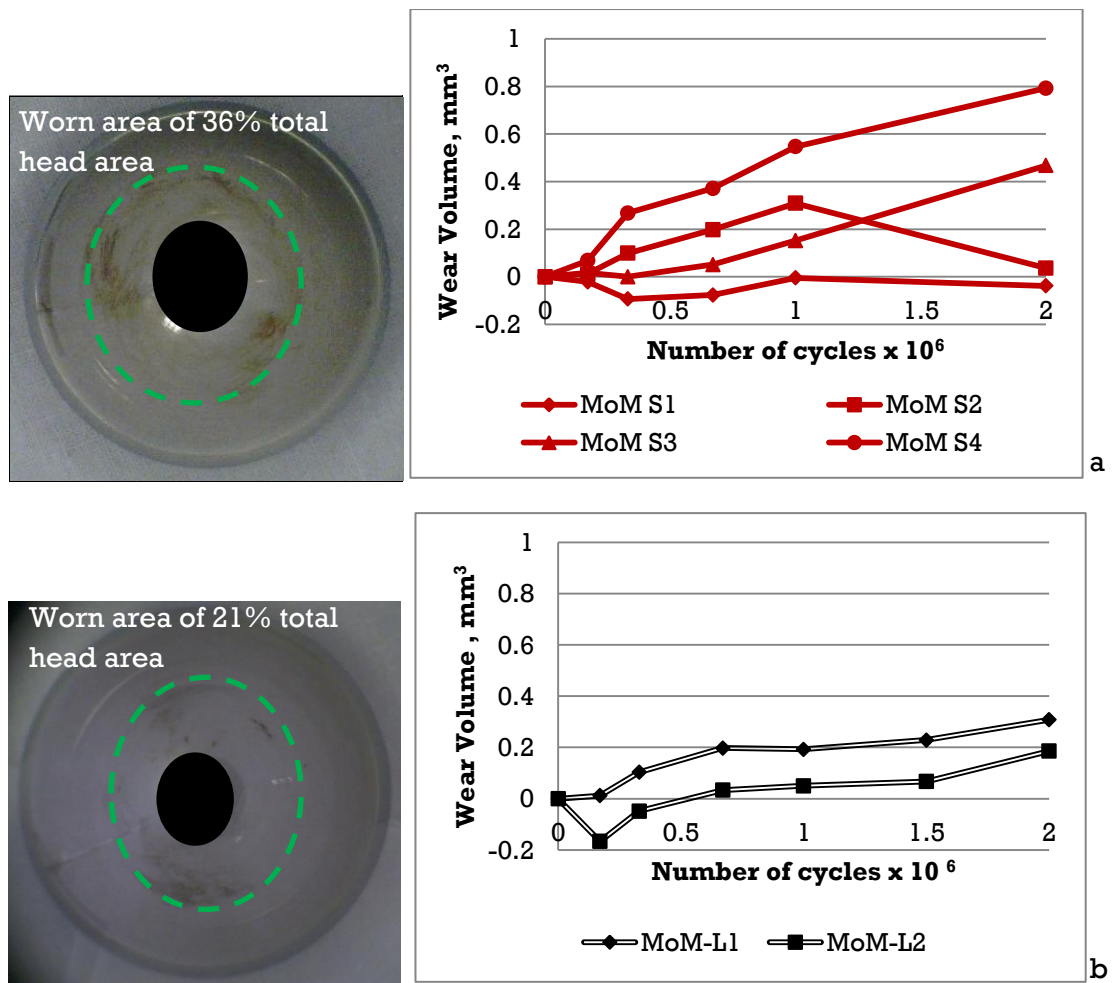 Worn area of 36% total
head area
1
0.8
0.6
0.4
0.2
0
-0.2
Wear Volume, mm³
0 0.5 1 1.5 2
Number of cycles x 10⁶
MoM S1 MoM S2
MoM S3 MoM S4
a
Worn area of 21% total
head area
1
0.8
0.6
0.4
0.2
0
-0.2
Wear Volume , mm³
0 0.5 1 1.5 2
Number of cycles x 10 ⁶
MoM-L1 MoM-L2
b